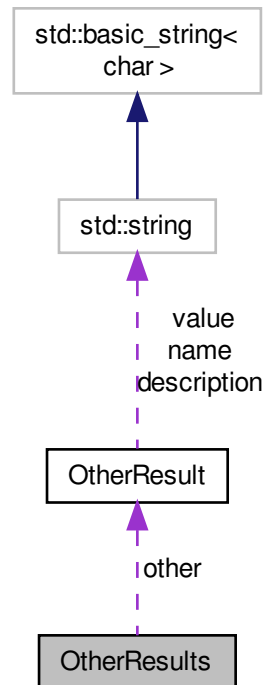 std::basic_string<
char >
std::string
value
name
description
OtherResult
other
OtherResults